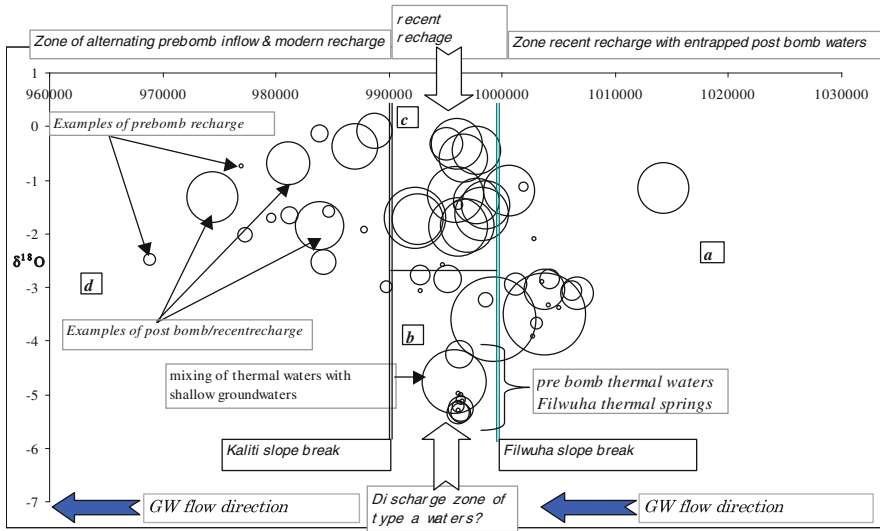 recent
rechage
Zone of alternating prebomb inflow & modern recharge
Zone recent recharge with entrapped post bomb waters
1
960000 970000 980000 990000 1000000 1010000 1020000 1030000
0
c
Examples of prebomb recharge
-1
-2
δ¹⁸O
a
d
-3
Examples of post bomb/recentrecharge
b
-4
mixing of thermal waters with
shallow groundwaters
pre bomb thermal waters
Filwuha thermal springs
-5
-6
Kaliti slope break
Filwuha slope break
-7
GW flow direction
Di scharge zone of
type a waters?
GW flow direction